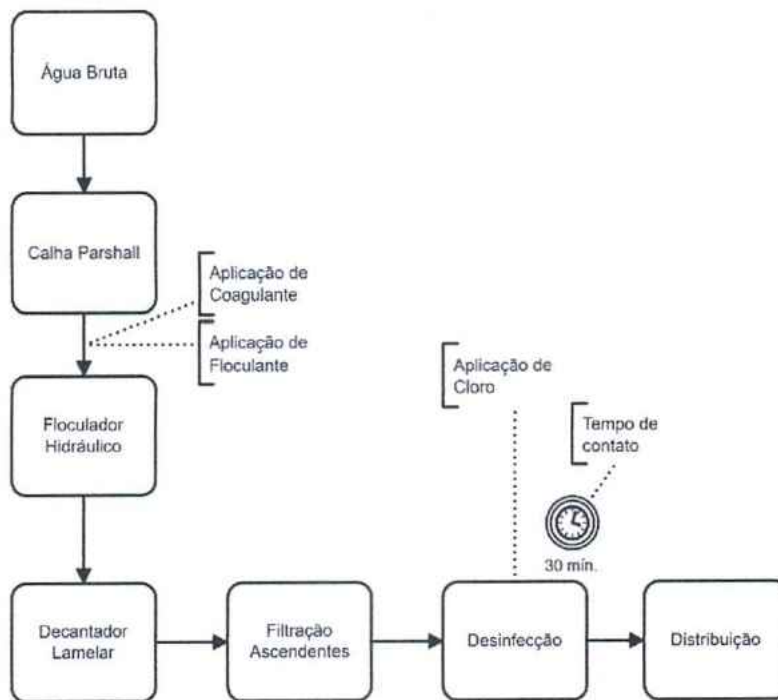 Água Bruta
Calha Parshall
Aplicação de
Coagulante
Aplicação de
Floculante
Floculador
Hidráulico
Aplicação de
Cloro
Tempo de
contato
30 min.
Decantador
Lamelar
Filtração
Ascendentes
Desinfecção
Distribuição